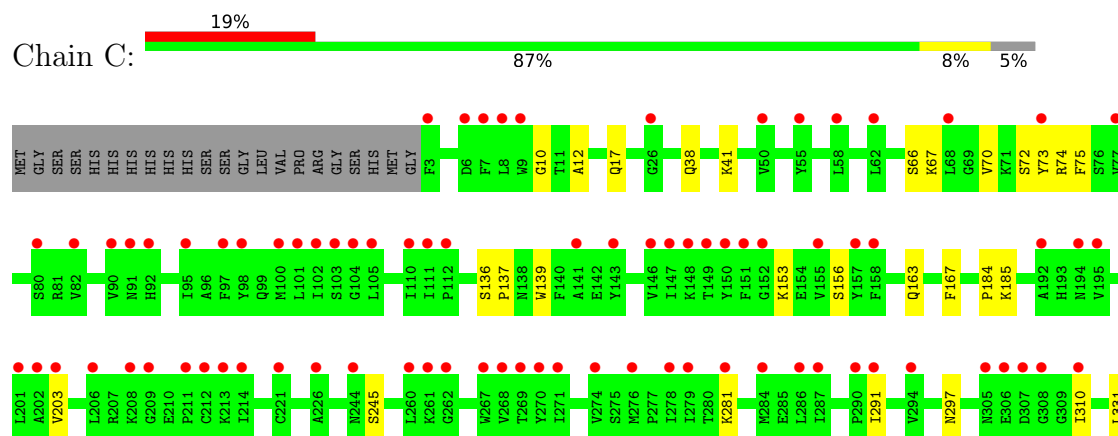 19%
Chain C:
87% 8% 5%
MET GLY SER SER HIS HIS HIS HIS HIS HIS SER SER GLY LEU VAL PRO ARG GLY SER HIS MET GLY F3 D6 F7 L8 W9 G10 T11 A12 Q17 G26 Q38 K41 V50 Y55 L58 L62 S66 K67 L68 G69 V70 K71 S72 Y73 R74 F75 S76 V77
S80 R81 V82 V90 N91 H92 I95 A96 F97 Y98 Q99 M100 L101 I102 S103 G104 L105 I110 I111 P112 S136 P137 N138 W139 F140 A141 E142 Y143 V146 I147 K148 T149 Y150 F151 G152 K153 E154 V155 S156 Y157 F158 Q163 F167 P184 K185 A192 H193 N194 V195
L201 A202 V203 L206 R207 K208 G209 E210 P211 C212 K213 I214 C221 A226 N244 S245 L260 K261 G262 W267 V268 T269 Y270 I271 V274 S275 M276 P277 I278 I279 T280 K281 M284 E285 L286 I287 P290 I291 V294 N297 N305 E306 D307 G308 G309 I310